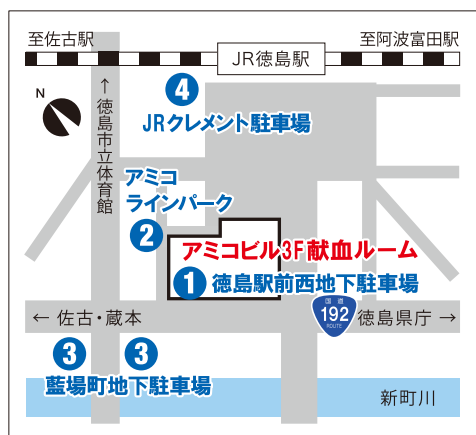 至佐古駅
至阿波富田駅
JR徳島駅
N
4
JRクレメント駐車場
↑徳島市立体育館
アミコ
ラインパーク
2
アミコビル3F献血ルーム
1 徳島駅前西地下駐車場
← 佐古・蔵本
国道
192
ROUTE
徳島県庁 →
3 3
藍場町地下駐車場
新町川